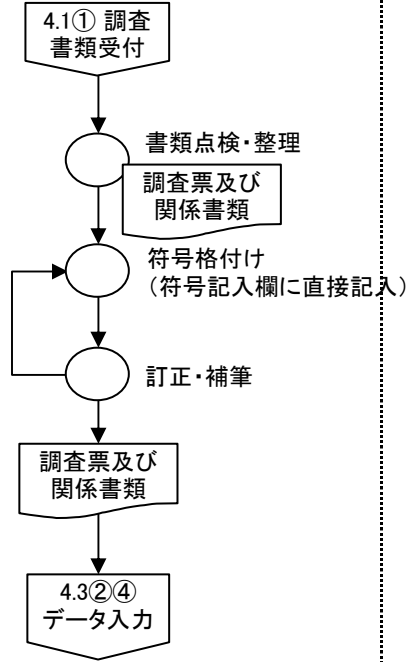 4.1① 調査
書類受付
書類点検・整理
調査票及び
関係書類
符号格付け
（符号記入欄に直接記入）
訂正・補筆
調査票及び
関係書類
4.3②④
データ入力